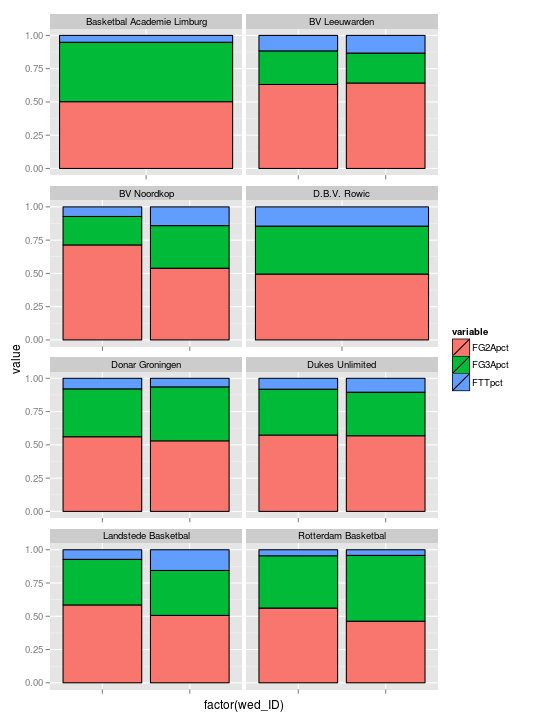 Basketbal Academie Limburg
BV Leeuwarden
1.00
0.75
0.50
0.25
0.00
BV Noordkop
D.B.V. Rowic
1.00
0.75
0.50
0.25
0.00
Donar Groningen
Dukes Unlimited
1.00
0.75
0.50
0.25
0.00
Landstede Basketbal
Rotterdam Basketbal
1.00
0.75
0.50
0.25
0.00
value
factor(wed_ID)
variable
FG2Apct
FG3Apct
FTTpct